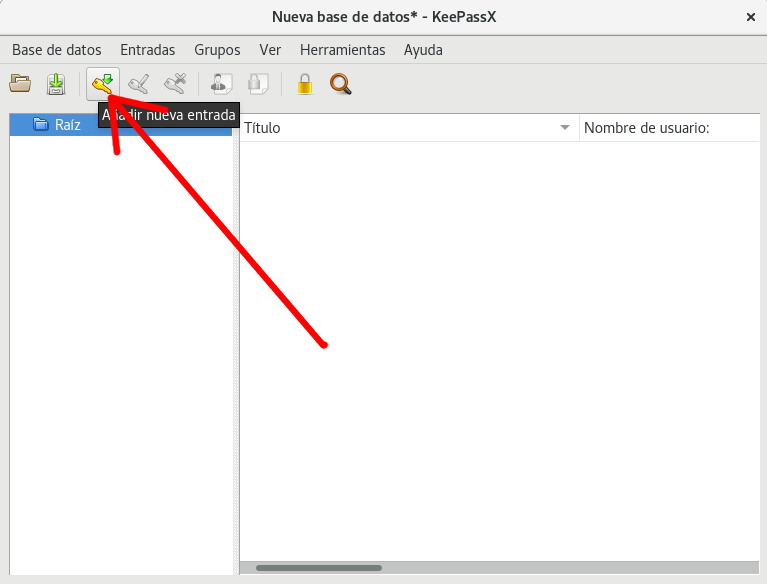 Nueva base de datos* - KeePassX
Base de datos Entradas Grupos Ver Herramientas Ayuda
Añadir nueva entrada
Raíz
Título Nombre de usuario: